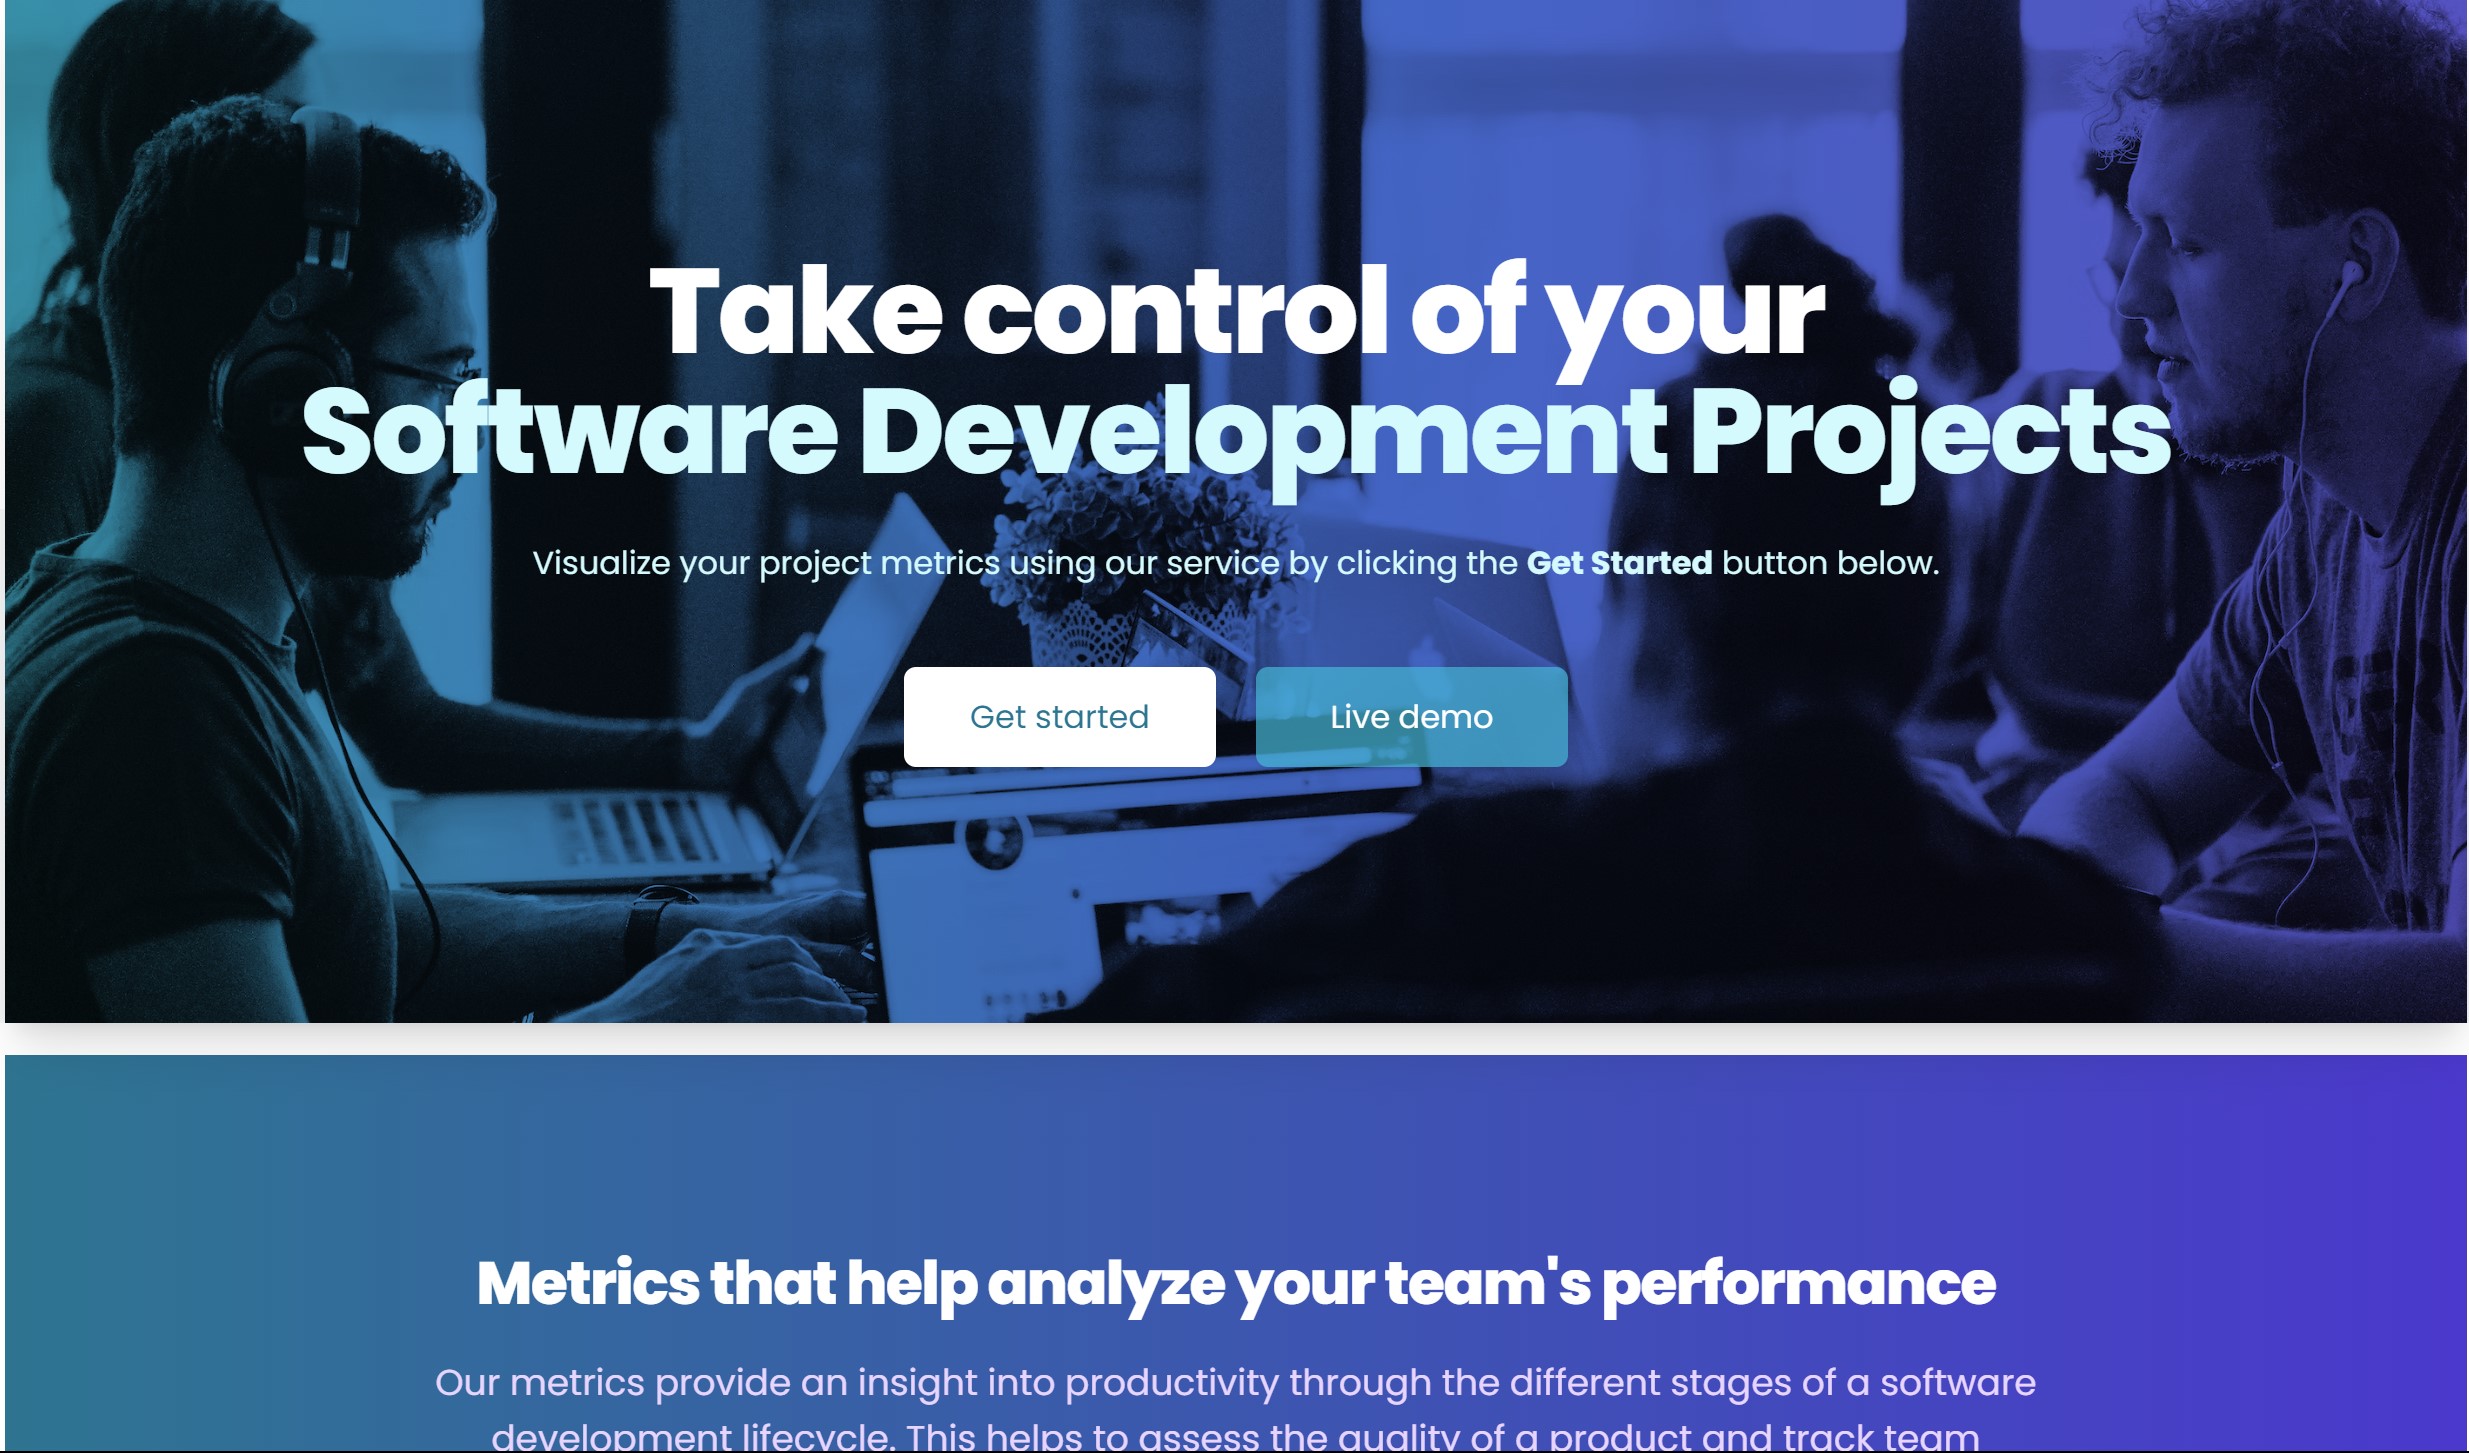 Take control of your
Software Development Projects
Visualize your project metrics using our service by clicking the Get Started button below.
Get started
Live demo
Metrics that help analyze your team's performance
Our metrics provide an insight into productivity through the different stages of a software
development lifecycle. This helps to assess the quality of a product and track team